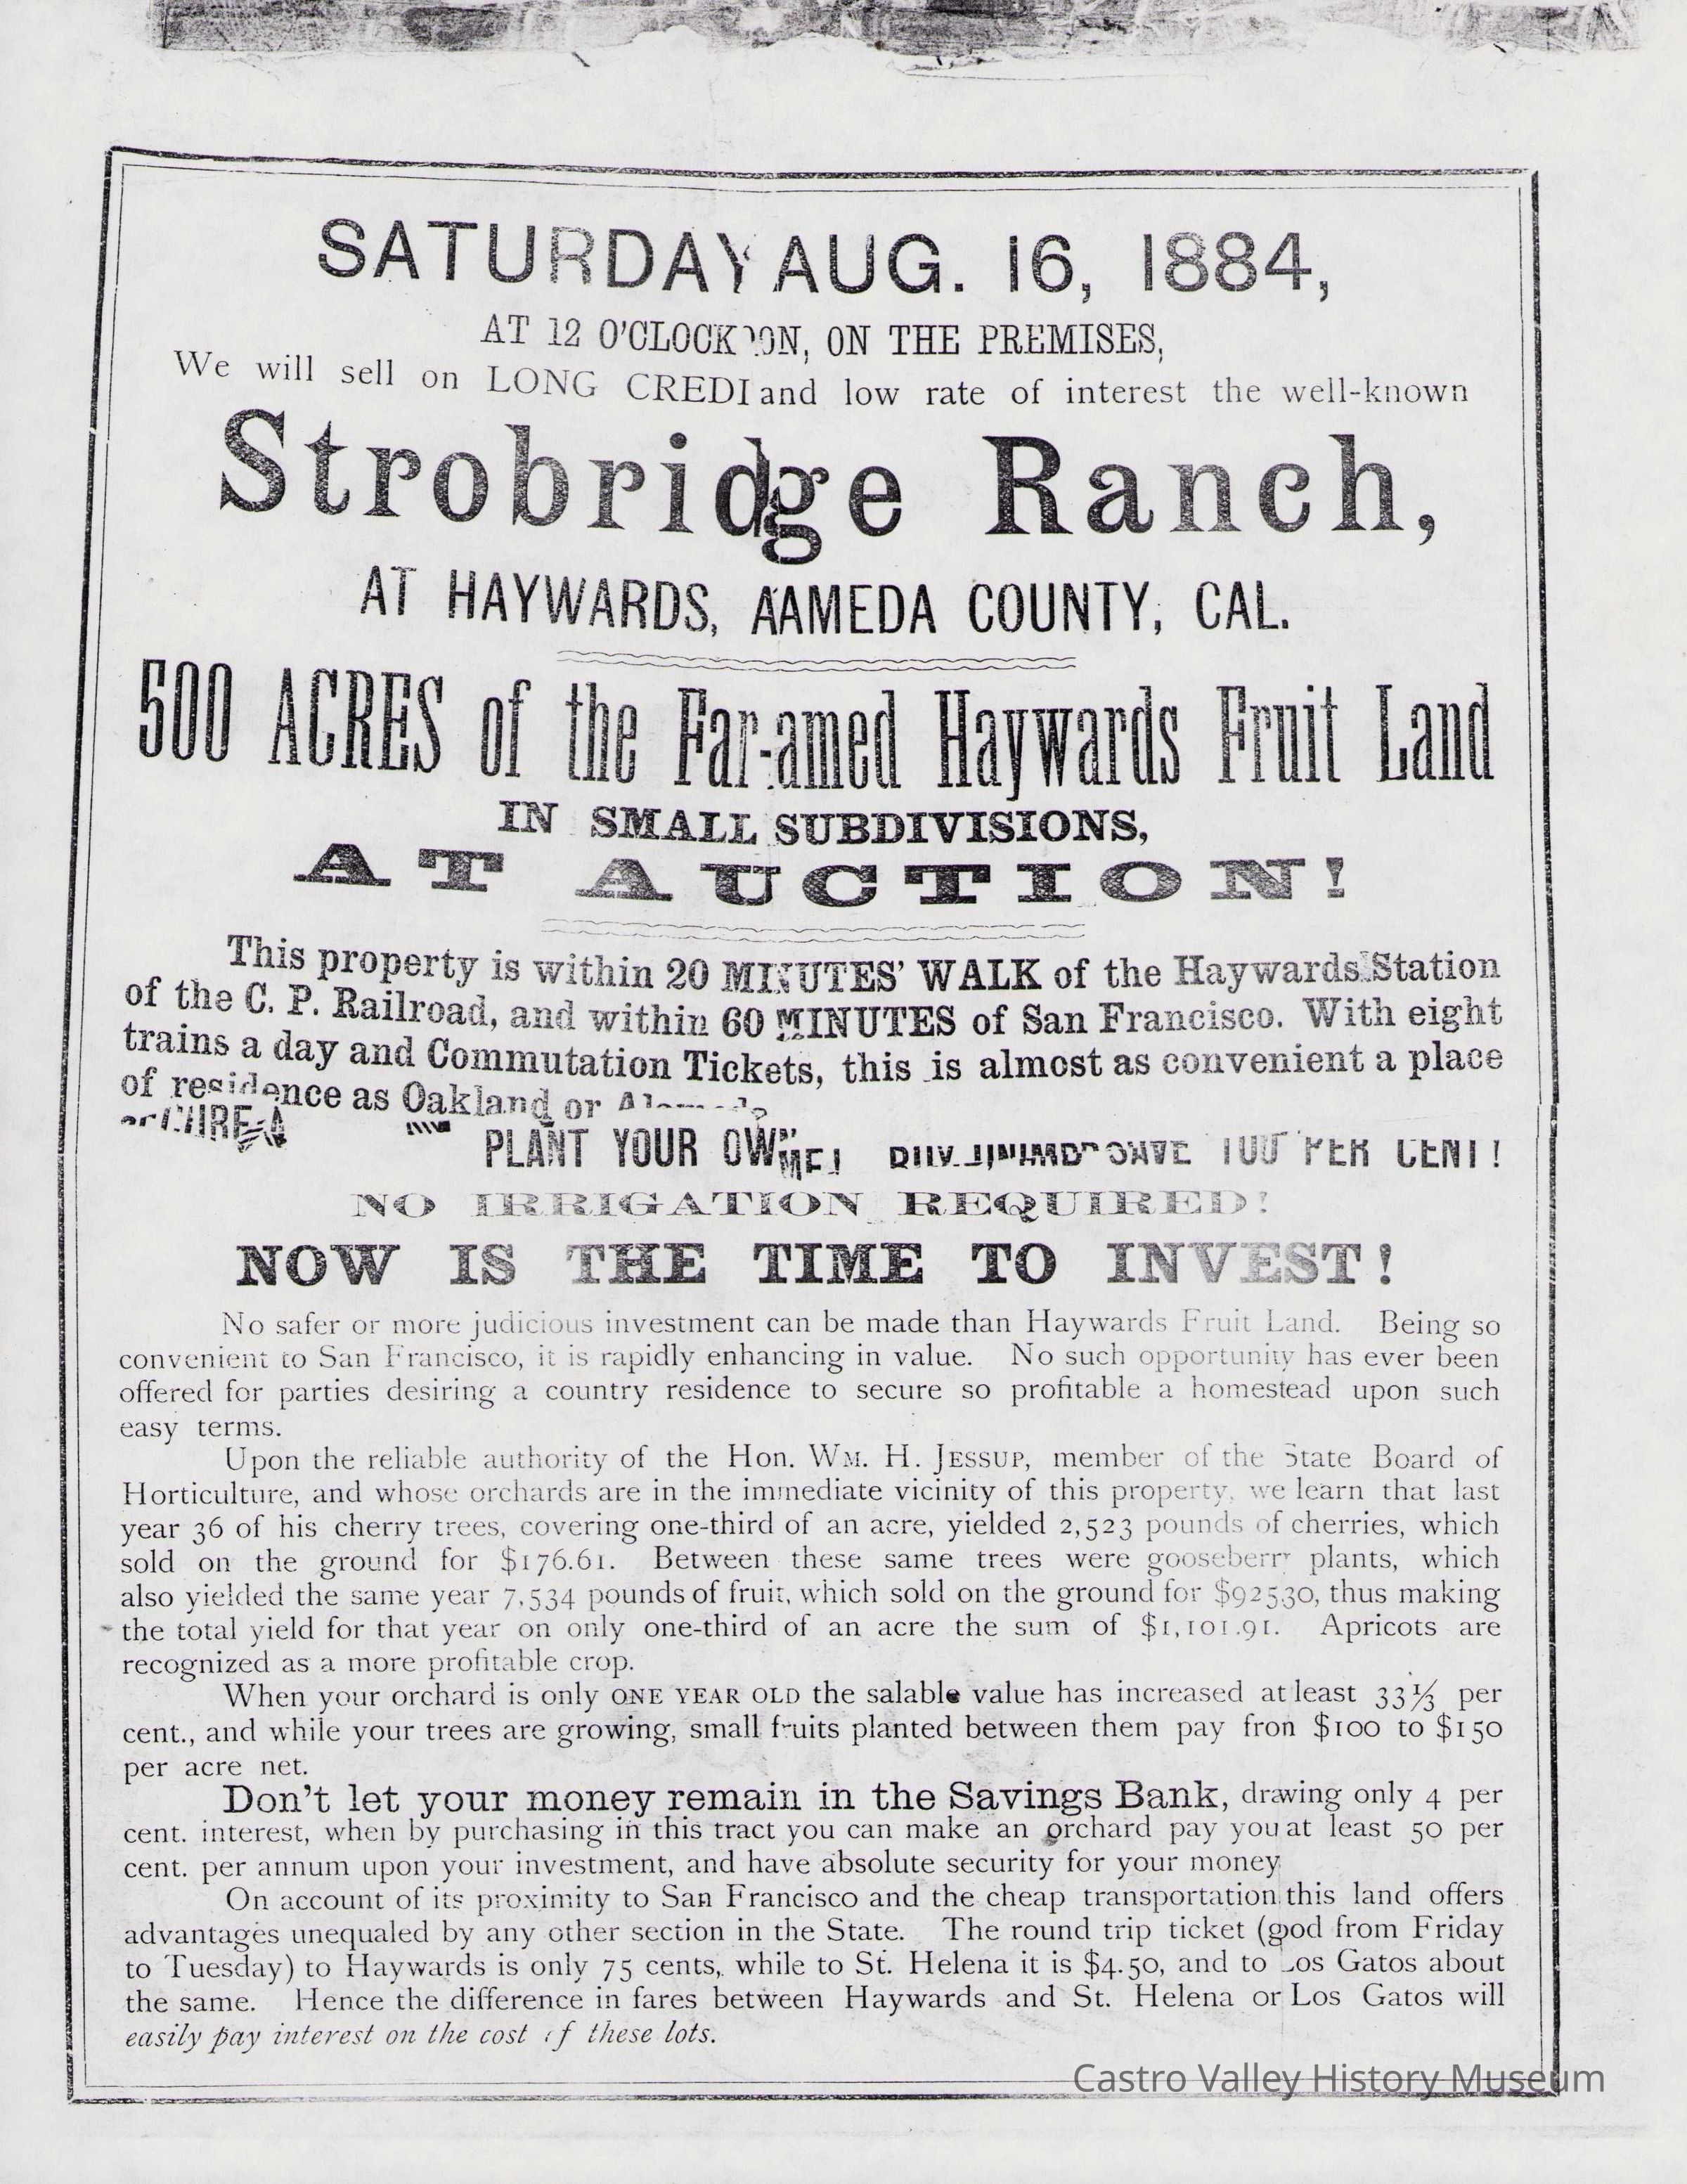 SATURDAY AUG. 16, 1884,
AT 12 O'CLOCK ON, ON THE PREMISES,
We will sell on LONG CREDI and low rate of interest the well-known
Strobridge Ranch,
AT HAYWARDS, AAMEDA COUNTY, CAL.
500 ACRES of the Far-amed Haywards Fruit Land
IN SMALL SUBDIVISIONS,
AT AUCTION!
This property is within 20 MINUTES' WALK of the Haywards Station
of the C. P. Railroad, and within 60 MINUTES of San Francisco. With eight
trains a day and Commutation Tickets, this is almost as convenient a place
of residence as Oakland or
PLANT YOUR PER CENT!
NO IRRIGATION REQUIRED!
NOW IS THE TIME TO INVEST!
No safer or more judicious investment can be made than Haywards Fruit Land. Being so
convenient to San Francisco, it is rapidly enhancing in value. No such opportunity has ever been
offered for parties desiring a country residence to secure so profitable a homestead upon such
easy terms.
Upon the reliable authority of the Hon. WM. H. JESSUP, member of the State Board of
Horticulture, and whose orchards are in the immediate vicinity of this property, we learn that last
year 36 of his cherry trees, covering one-third of an acre, yielded 2,523 pounds of cherries, which
sold on the ground for $176.61. Between these same trees were gooseberry plants, which
also yielded the same year 7,534 pounds of fruit, which sold on the ground for $925.30, thus making
the total yield for that year on only one-third of an acre the sum of $1,101.91. Apricots are
recognized as a more profitable crop.
When your orchard is only ONE YEAR OLD the salable value has increased at least 33⅓ per
cent., and while your trees are growing, small fruits planted between them pay fron $100 to $150
per acre net.
Don't let your money remain in the Savings Bank, drawing only 4 per
cent. interest, when by purchasing in this tract you can make an orchard pay you at least 50 per
cent. per annum upon your investment, and have absolute security for your money
On account of its proximity to San Francisco and the cheap transportation this land offers
advantages unequaled by any other section in the State. The round trip ticket (good from Friday
to Tuesday) to Haywards is only 75 cents, while to St. Helena it is $4.50, and to Los Gatos about
the same. Hence the difference in fares between Haywards and St. Helena or Los Gatos will
easily pay interest on the cost of these lots.
Castro Valley History Museum